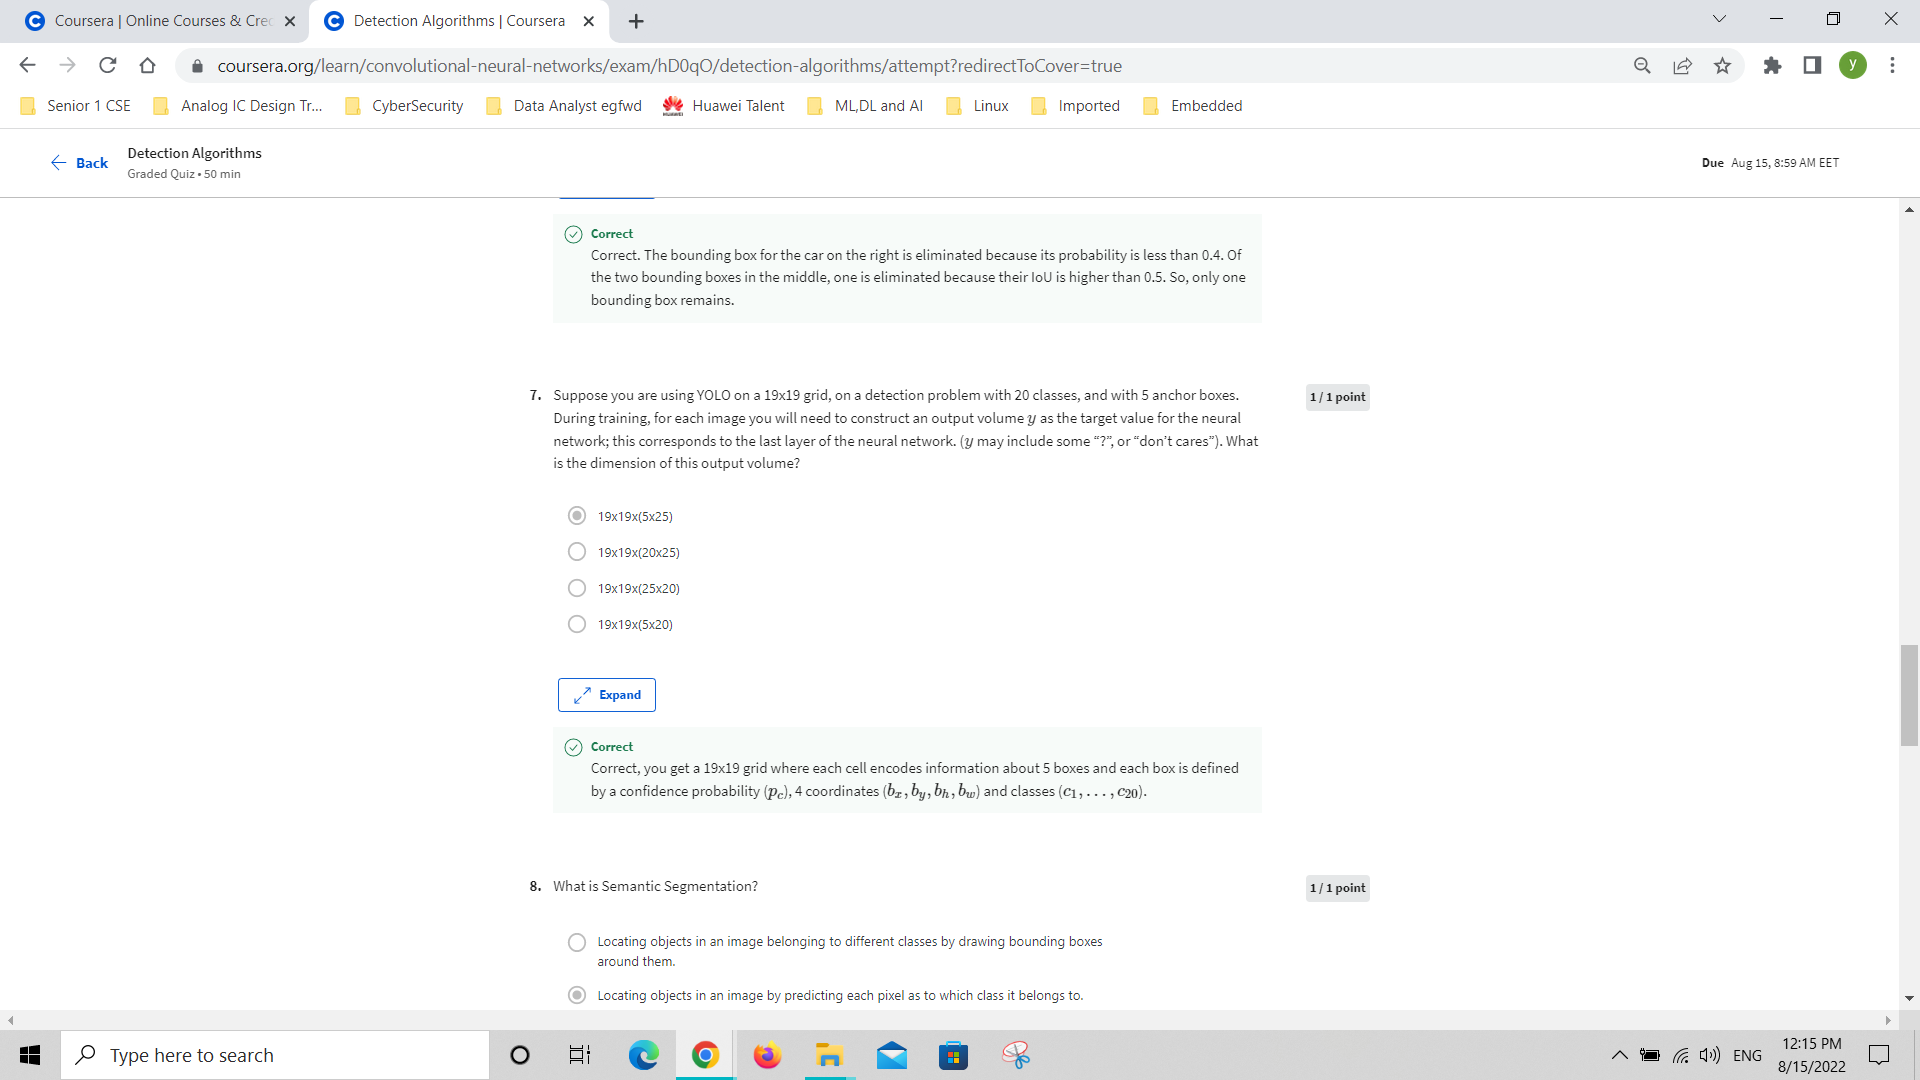 Coursera | Online Courses & Cre
Detection Algorithms | Coursera
coursera.org/learn/convolutional-neural-networks/exam/hD0qO/detection-algorithms/attempt?redirectToCover=true
y
Senior 1 CSE
Analog IC Design Tr...
CyberSecurity
Data Analyst egfwd
Huawei Talent
ML,DL and AI
Linux
Imported
Embedded
Back
Detection Algorithms
Graded Quiz • 50 min
Due Aug 15, 8:59 AM EET
Correct
Correct. The bounding box for the car on the right is eliminated because its probability is less than 0.4. Of
the two bounding boxes in the middle, one is eliminated because their IoU is higher than 0.5. So, only one
bounding box remains.
7. Suppose you are using YOLO on a 19x19 grid, on a detection problem with 20 classes, and with 5 anchor boxes.
1 / 1 point
During training, for each image you will need to construct an output volume y as the target value for the neural
network; this corresponds to the last layer of the neural network. (y may include some “?”, or “don’t cares”). What
is the dimension of this output volume?
19x19x(5x25)
19x19x(20x25)
19x19x(25x20)
19x19x(5x20)
Expand
Correct
Correct, you get a 19x19 grid where each cell encodes information about 5 boxes and each box is defined
by a confidence probability (p_c), 4 coordinates (b_x, b_y, b_h, b_w) and classes (c_1, . . . , c_20).
8. What is Semantic Segmentation?
1 / 1 point
Locating objects in an image belonging to different classes by drawing bounding boxes
around them.
Locating objects in an image by predicting each pixel as to which class it belongs to.
Type here to search
ENG
12:15 PM
8/15/2022